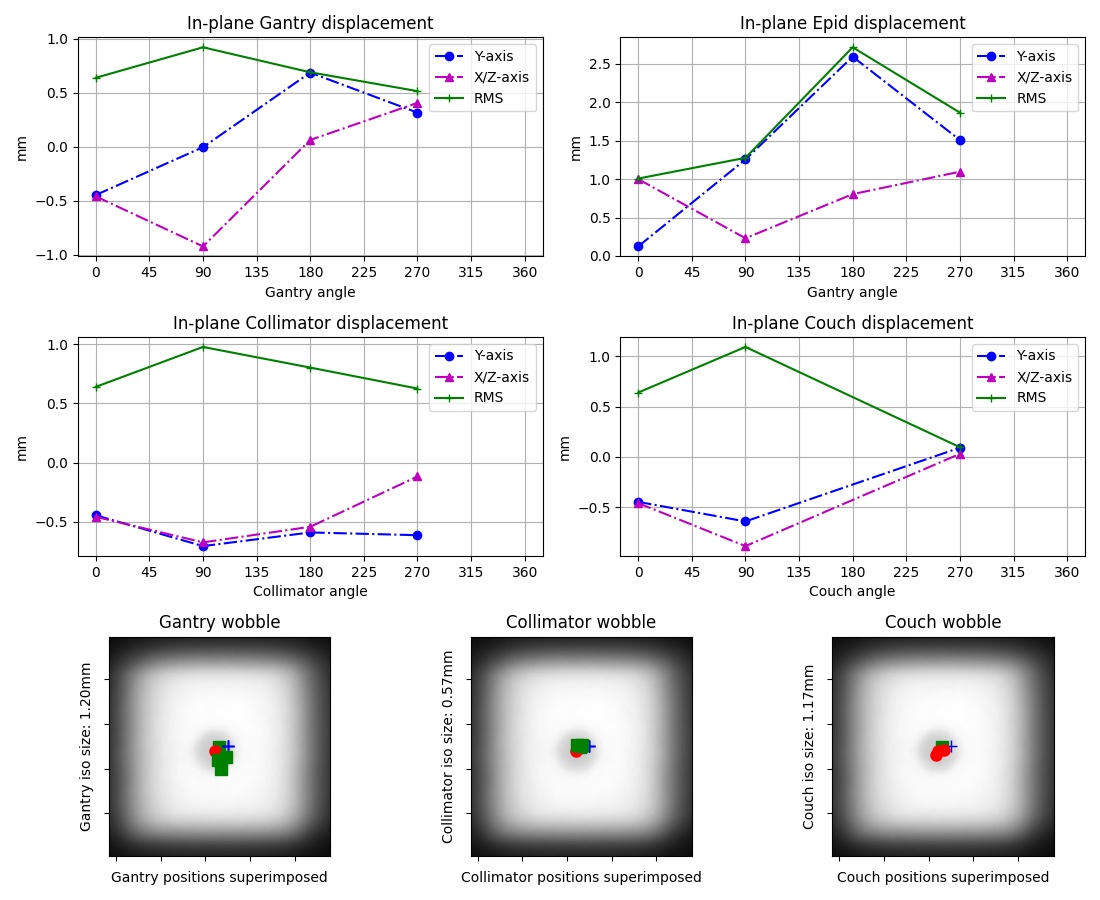 In-plane Gantry displacement
1.0
0.5
0.0
−0.5
−1.0
mm
Y-axis
X/Z-axis
RMS
0 45 90 135 180 225 270 315 360
Gantry angle
In-plane Epid displacement
2.5
2.0
1.5
1.0
0.5
0.0
mm
Y-axis
X/Z-axis
RMS
0 45 90 135 180 225 270 315 360
Gantry angle
In-plane Collimator displacement
1.0
0.5
0.0
−0.5
mm
Y-axis
X/Z-axis
RMS
0 45 90 135 180 225 270 315 360
Collimator angle
In-plane Couch displacement
1.0
0.5
0.0
−0.5
mm
Y-axis
X/Z-axis
RMS
0 45 90 135 180 225 270 315 360
Couch angle
Gantry wobble
Gantry iso size: 1.20mm
Gantry positions superimposed
Collimator wobble
Collimator iso size: 0.57mm
Collimator positions superimposed
Couch wobble
Couch iso size: 1.17mm
Couch positions superimposed